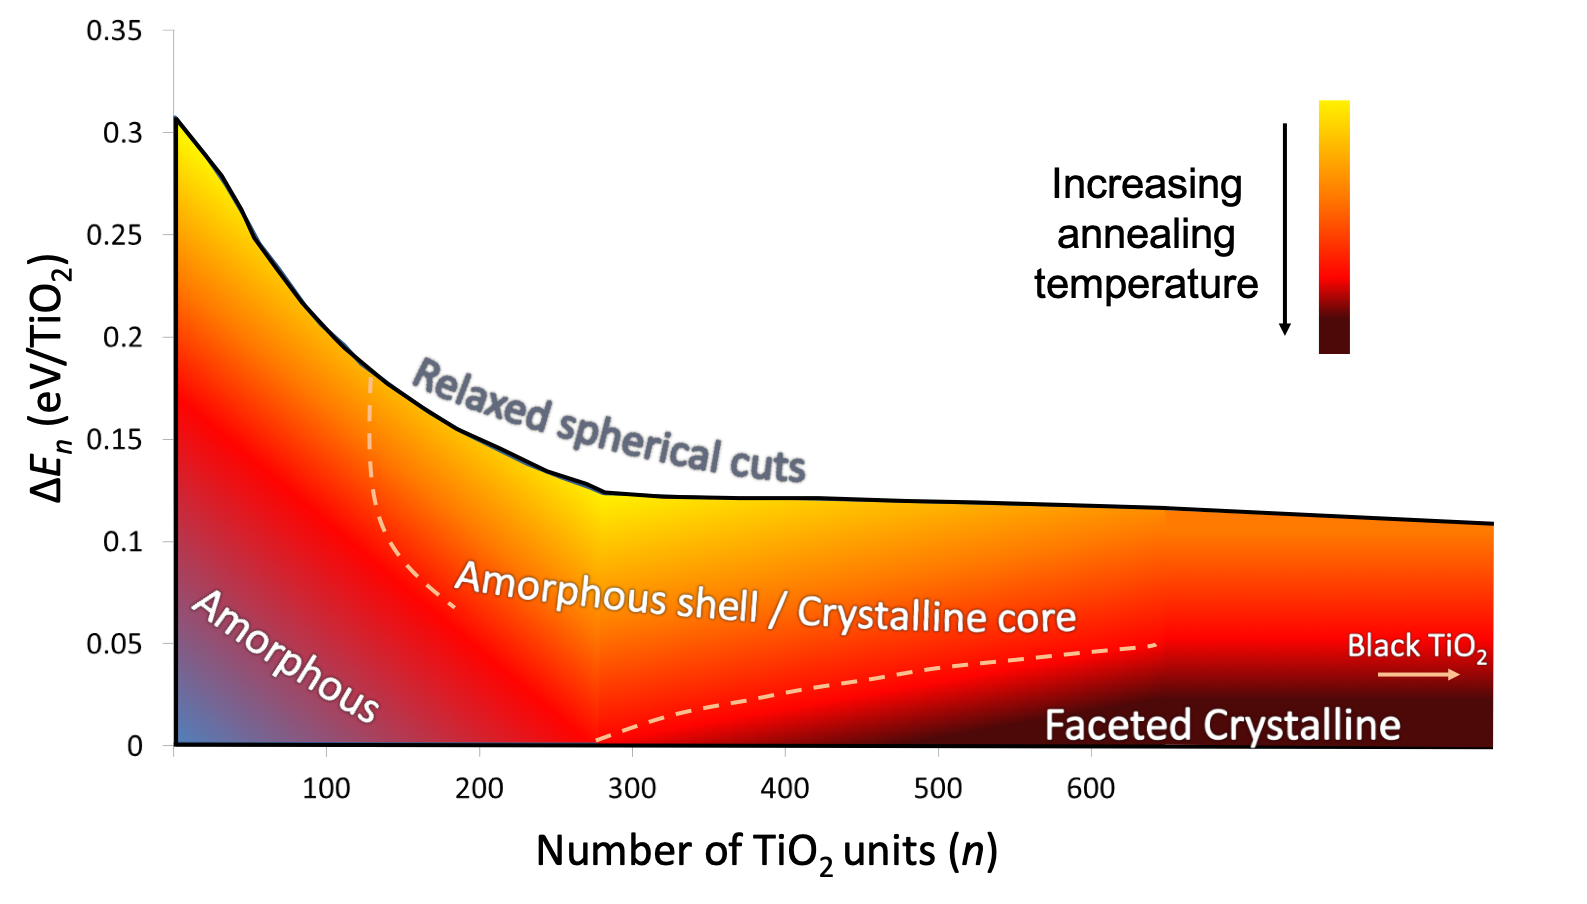 0.35
0.3
0.25
0.2
0.15
0.1
0.05
0
ΔEn (eV/TiO2)
Increasing
annealing
temperature
Relaxed spherical cuts
Amorphous shell / Crystalline core
Amorphous
Black TiO2
Faceted Crystalline
100 200 300 400 500 600
Number of TiO2 units (n)